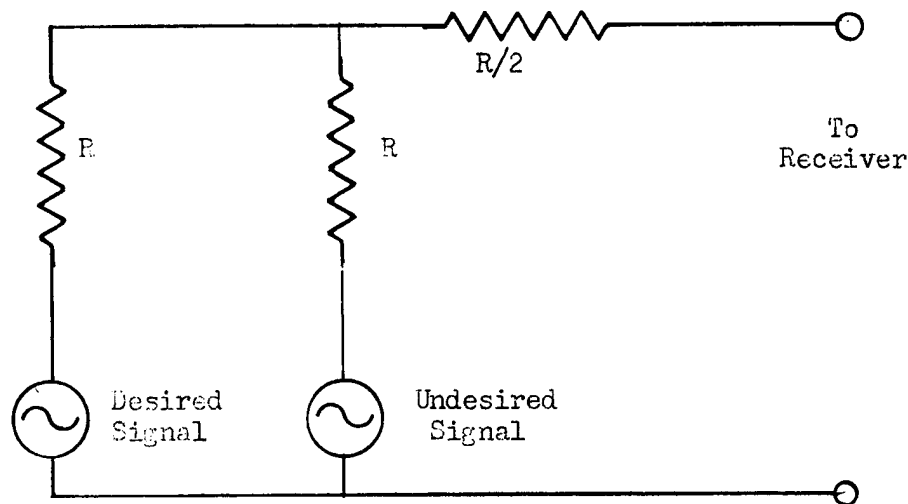 R/2
R
R
To
Receiver
Desired
Signal
Undesired
Signal